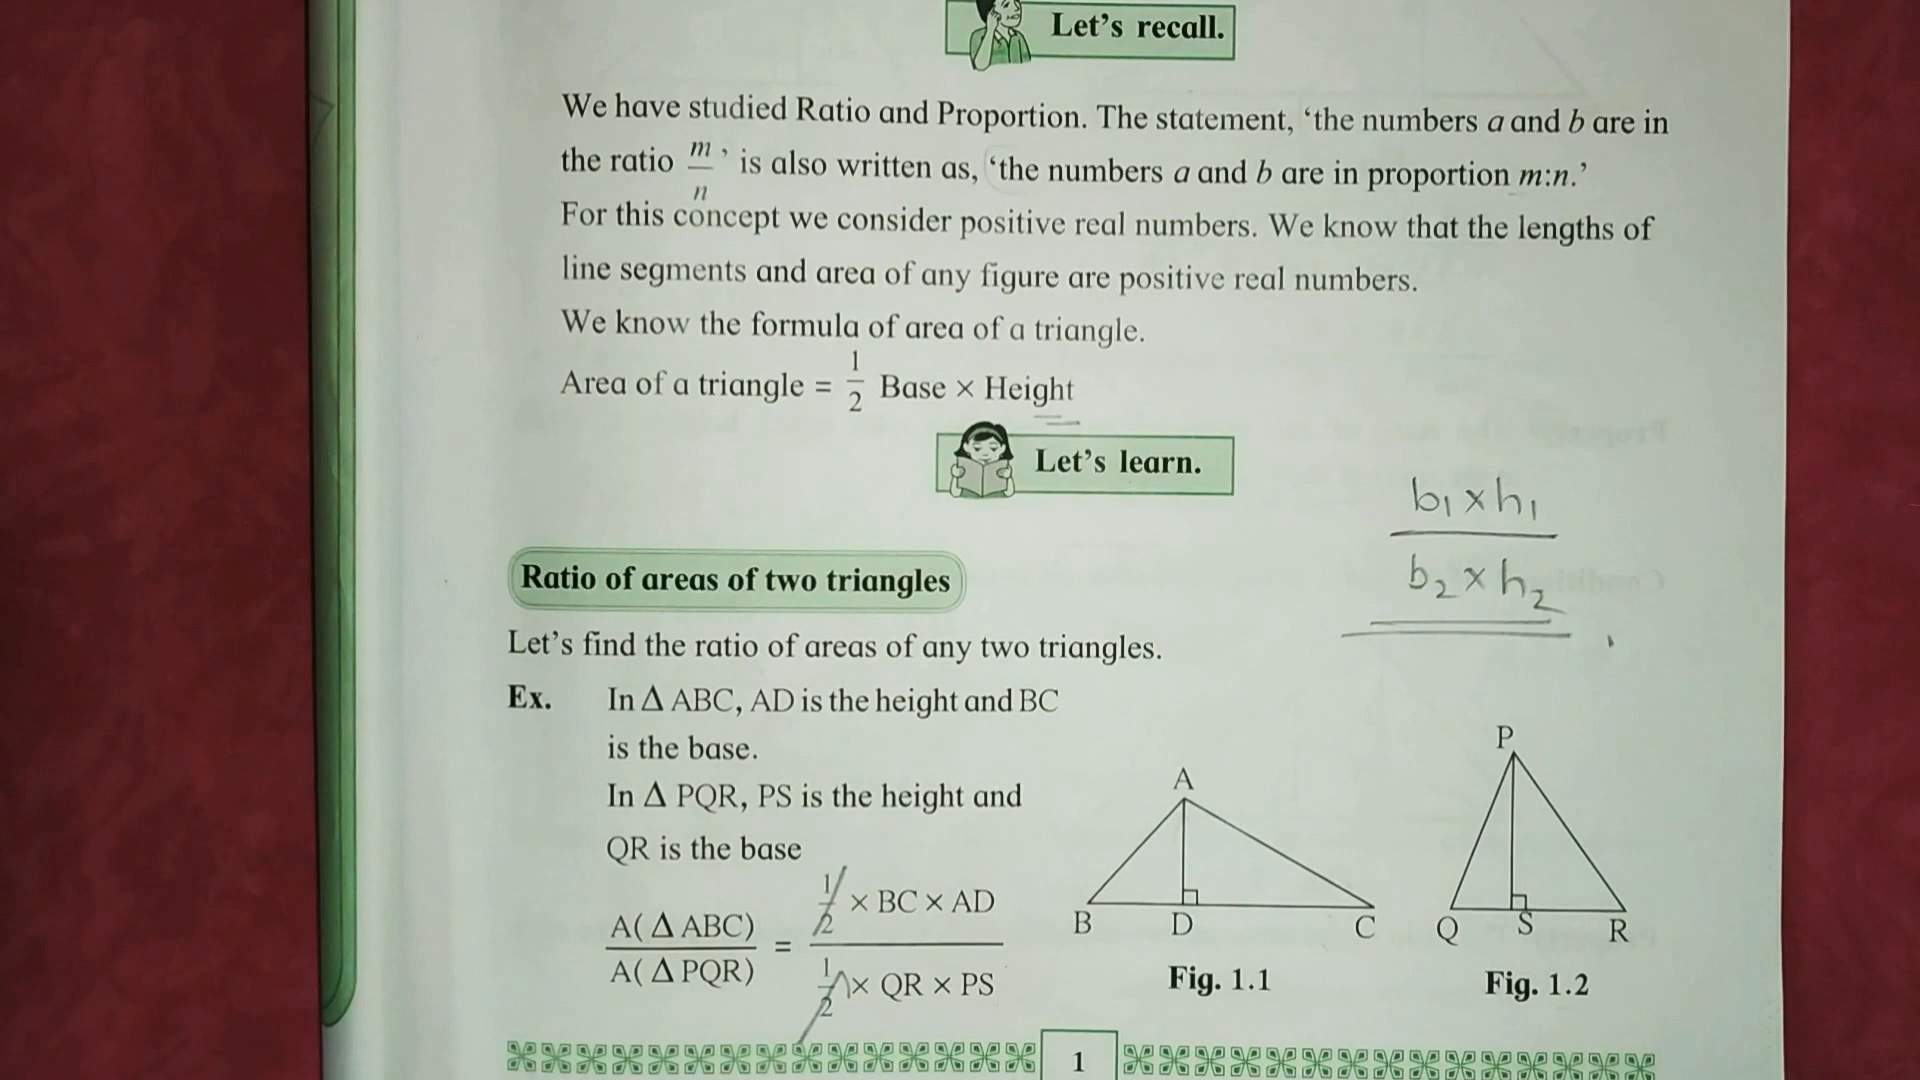 Let's recall.
We have studied Ratio and Proportion. The statement, ‘the numbers a and b are in
the ratio m/n ’ is also written as, ‘the numbers a and b are in proportion m:n.’
For this concept we consider positive real numbers. We know that the lengths of
line segments and area of any figure are positive real numbers.
We know the formula of area of a triangle.
Area of a triangle = 1/2 Base × Height
Let's learn.
b₁ × h₁
b₂ × h₂
Ratio of areas of two triangles
Let's find the ratio of areas of any two triangles.
Ex. In Δ ABC, AD is the height and BC
is the base.
In Δ PQR, PS is the height and
QR is the base
A( Δ ABC) / A( Δ PQR) = 1/2 × BC × AD / 1/2 × QR × PS
A
B D C
Fig. 1.1
P
Q S R
Fig. 1.2
1